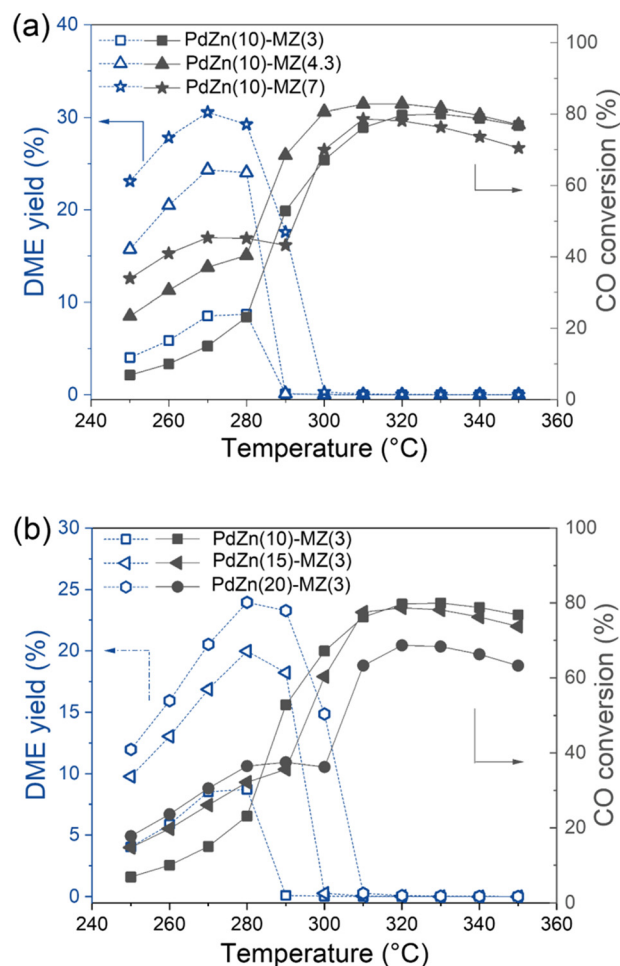 (a)
PdZn(10)-MZ(3)
PdZn(10)-MZ(4.3)
PdZn(10)-MZ(7)
DME yield (%)
40
30
20
10
0
CO conversion (%)
100
80
60
40
20
0
240 260 280 300 320 340 360
Temperature (°C)
(b)
PdZn(10)-MZ(3)
PdZn(15)-MZ(3)
PdZn(20)-MZ(3)
DME yield (%)
30
25
20
15
10
5
0
CO conversion (%)
100
80
60
40
20
0
240 260 280 300 320 340 360
Temperature (°C)